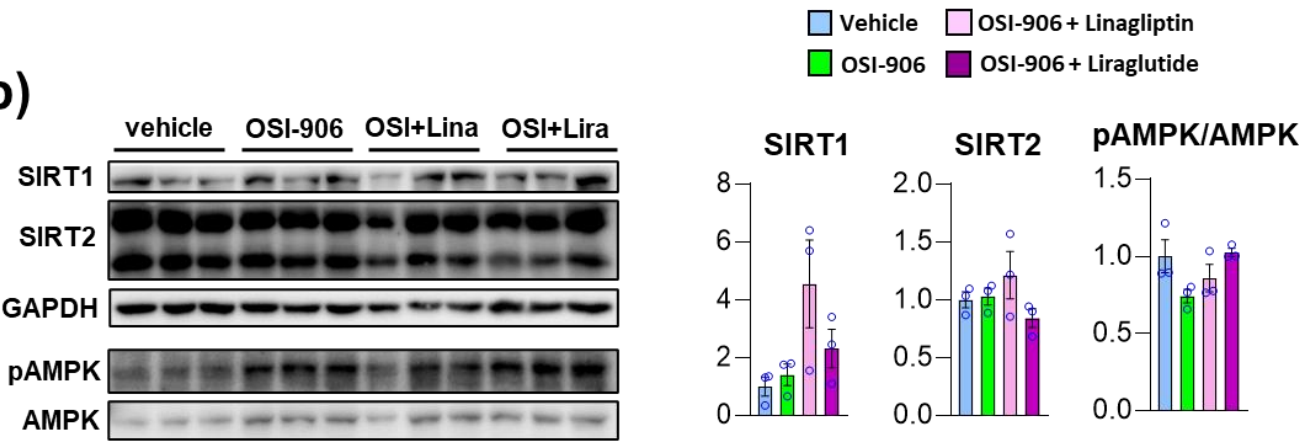 Vehicle
OSI-906 + Linagliptin
OSI-906
OSI-906 + Liraglutide
b)
vehicle OSI-906 OSI+Lina OSI+Lira
SIRT1
SIRT2
GAPDH
pAMPK
AMPK
SIRT1
8
6
4
2
0
SIRT2
2.0
1.5
1.0
0.5
0.0
pAMPK/AMPK
1.5
1.0
0.5
0.0